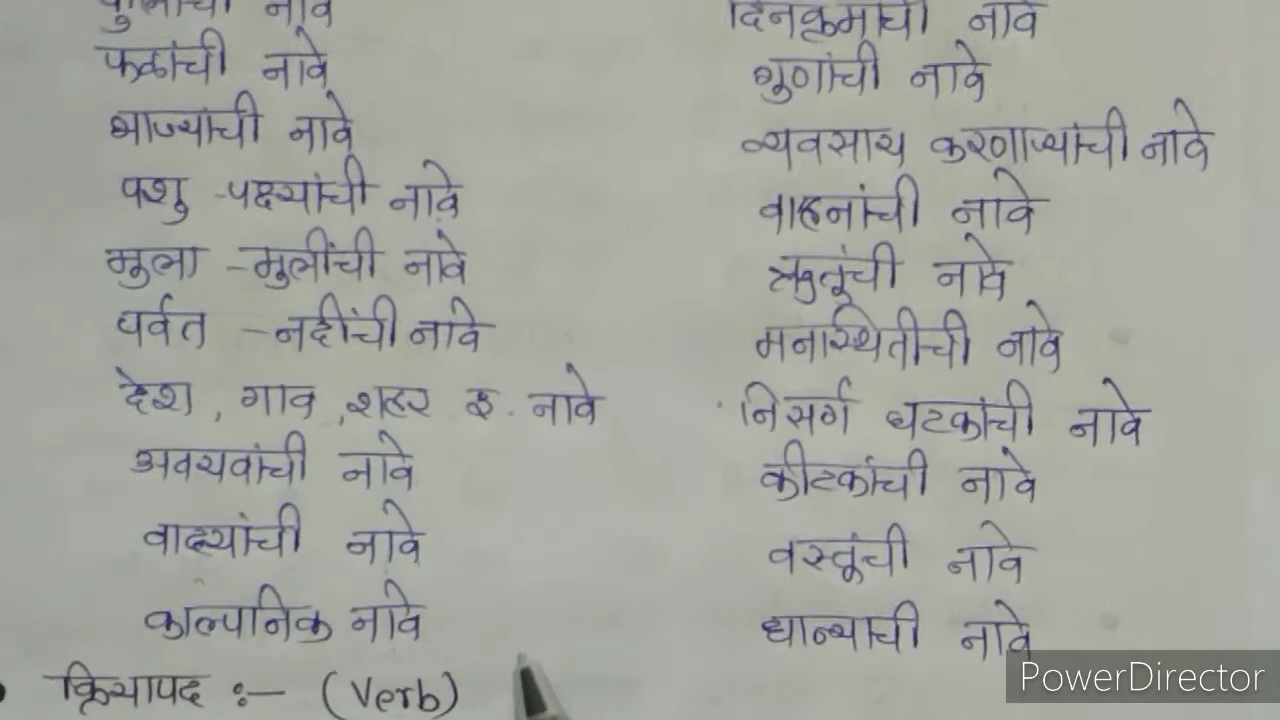 फुलांची नावे
फळांची नावे
भाज्यांची नावे
पशु - पक्ष्यांची नावे
मुला - मुलींची नावे
पर्वत - नदींची नावे
देश, गाव, शहर इ. नावे
अवयवांची नावे
वाद्यांची नावे
काल्पनिक नावे
दिनक्रमाची नावे
गुणांची नावे
व्यवसाय करणाऱ्यांची नावे
वाहनांची नावे
ऋतूंची नावे
मनःस्थितीची नावे
निसर्ग घटकांची नावे
कीटकांची नावे
वस्तूंची नावे
धान्याची नावे
क्रियापद :- (Verb)
PowerDirector